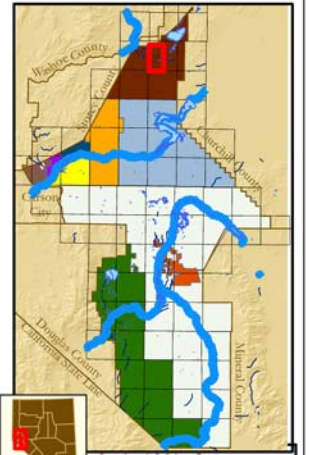 Washoe County
Storey County
Churchill County
Carson
City
Douglas County
California State Line
Mineral County